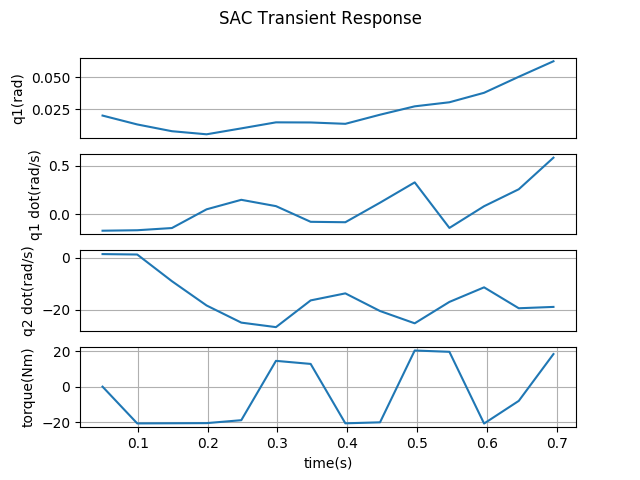 SAC Transient Response
q1(rad)
0.050
0.025
q1 dot(rad/s)
0.5
0.0
q2 dot(rad/s)
0
−20
torque(Nm)
20
0
−20
0.1 0.2 0.3 0.4 0.5 0.6 0.7
time(s)